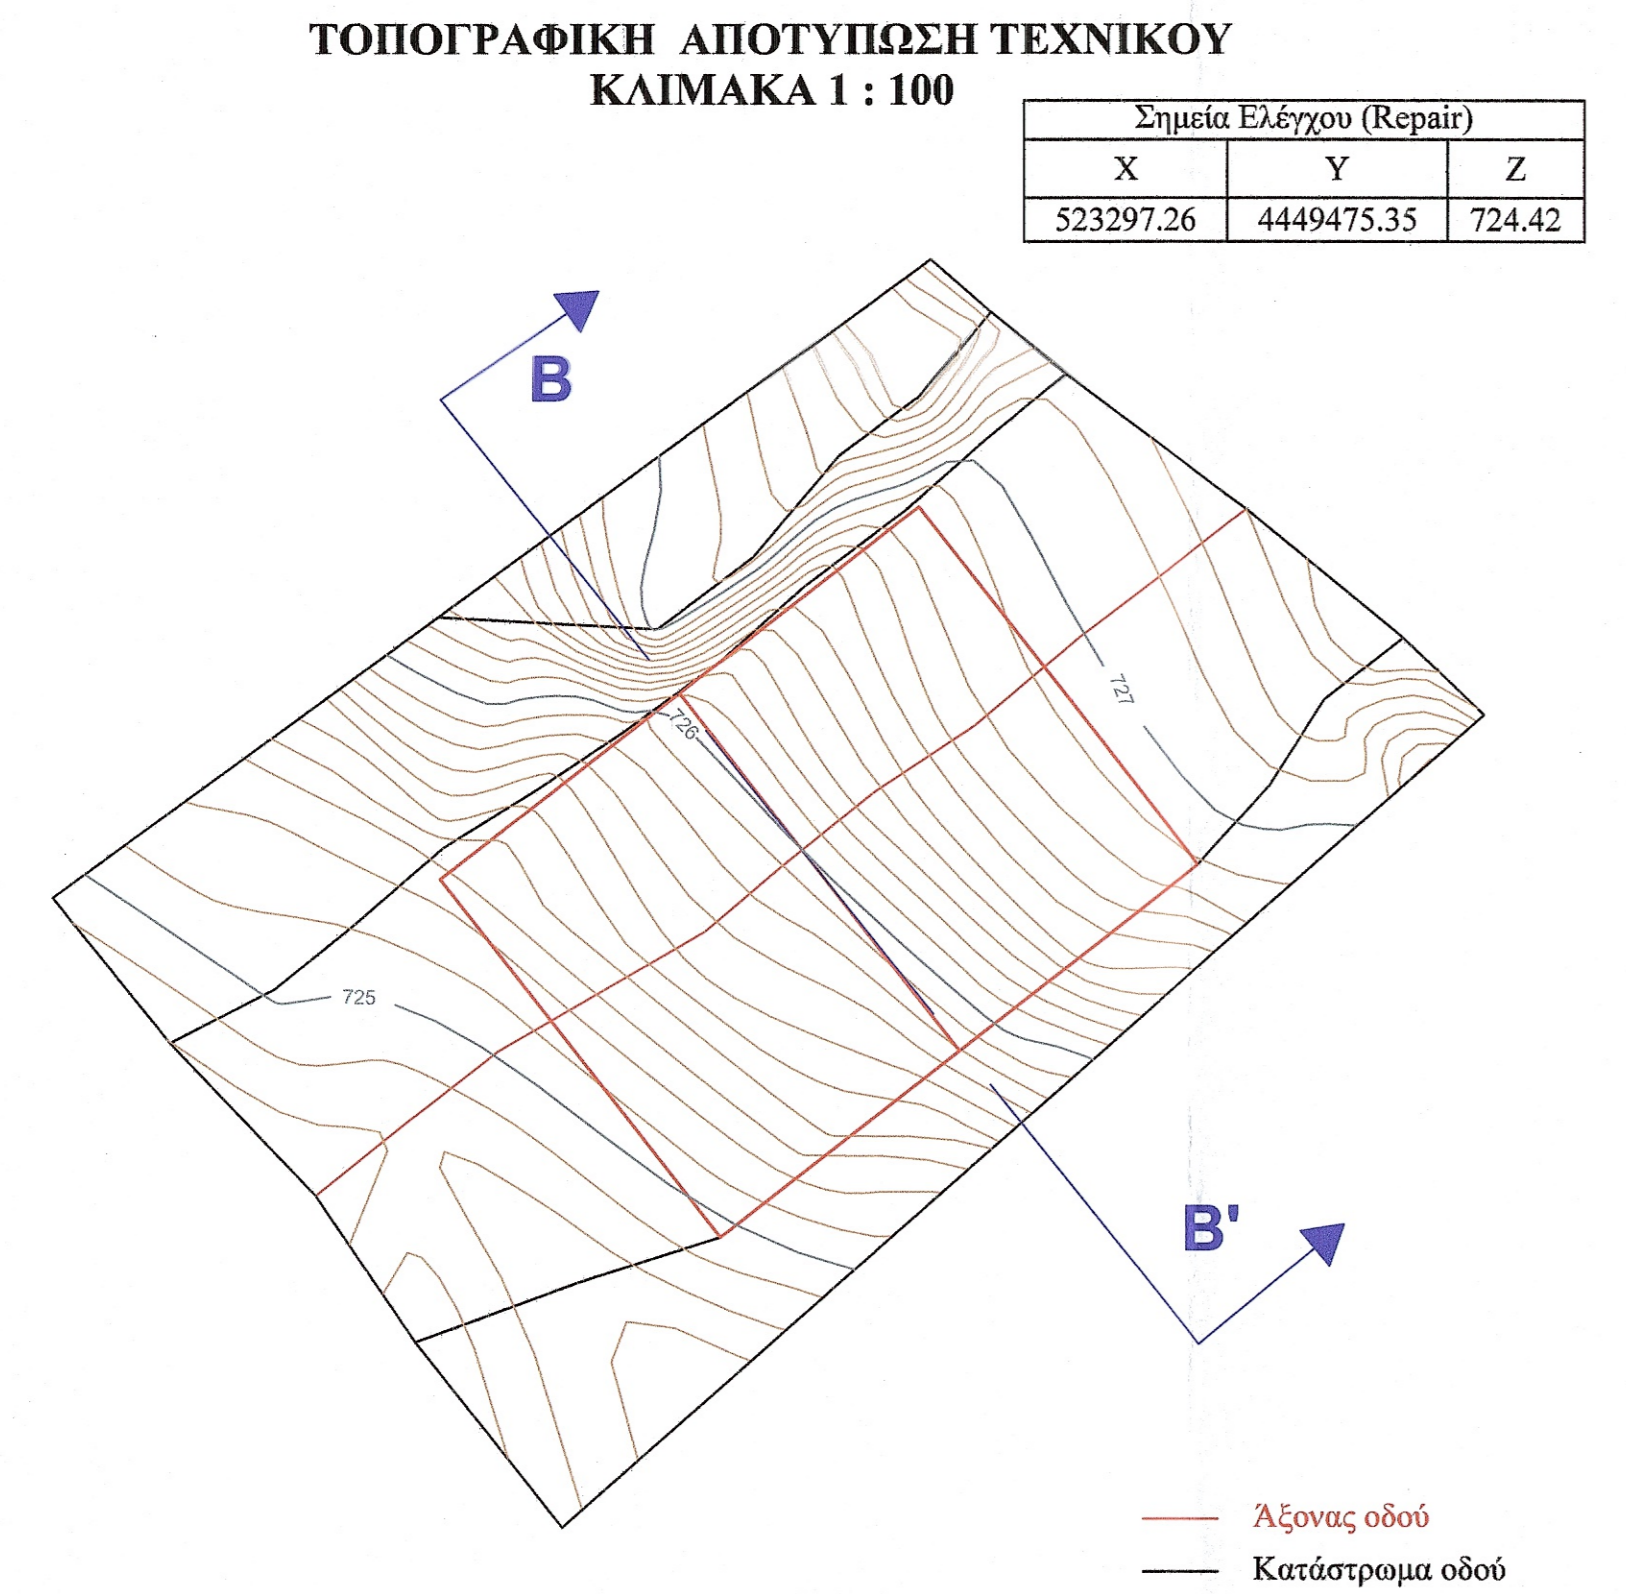 ΤΟΠΟΓΡΑΦΙΚΗ ΑΠΟΤΥΠΩΣΗ ΤΕΧΝΙΚΟΥ
ΚΛΙΜΑΚΑ 1 : 100
Σημεία Ελέγχου (Repair)
X Y Z
523297.26 4449475.35 724.42
B
727
726
725
B'
Άξονας οδού
Κατάστρωμα οδού